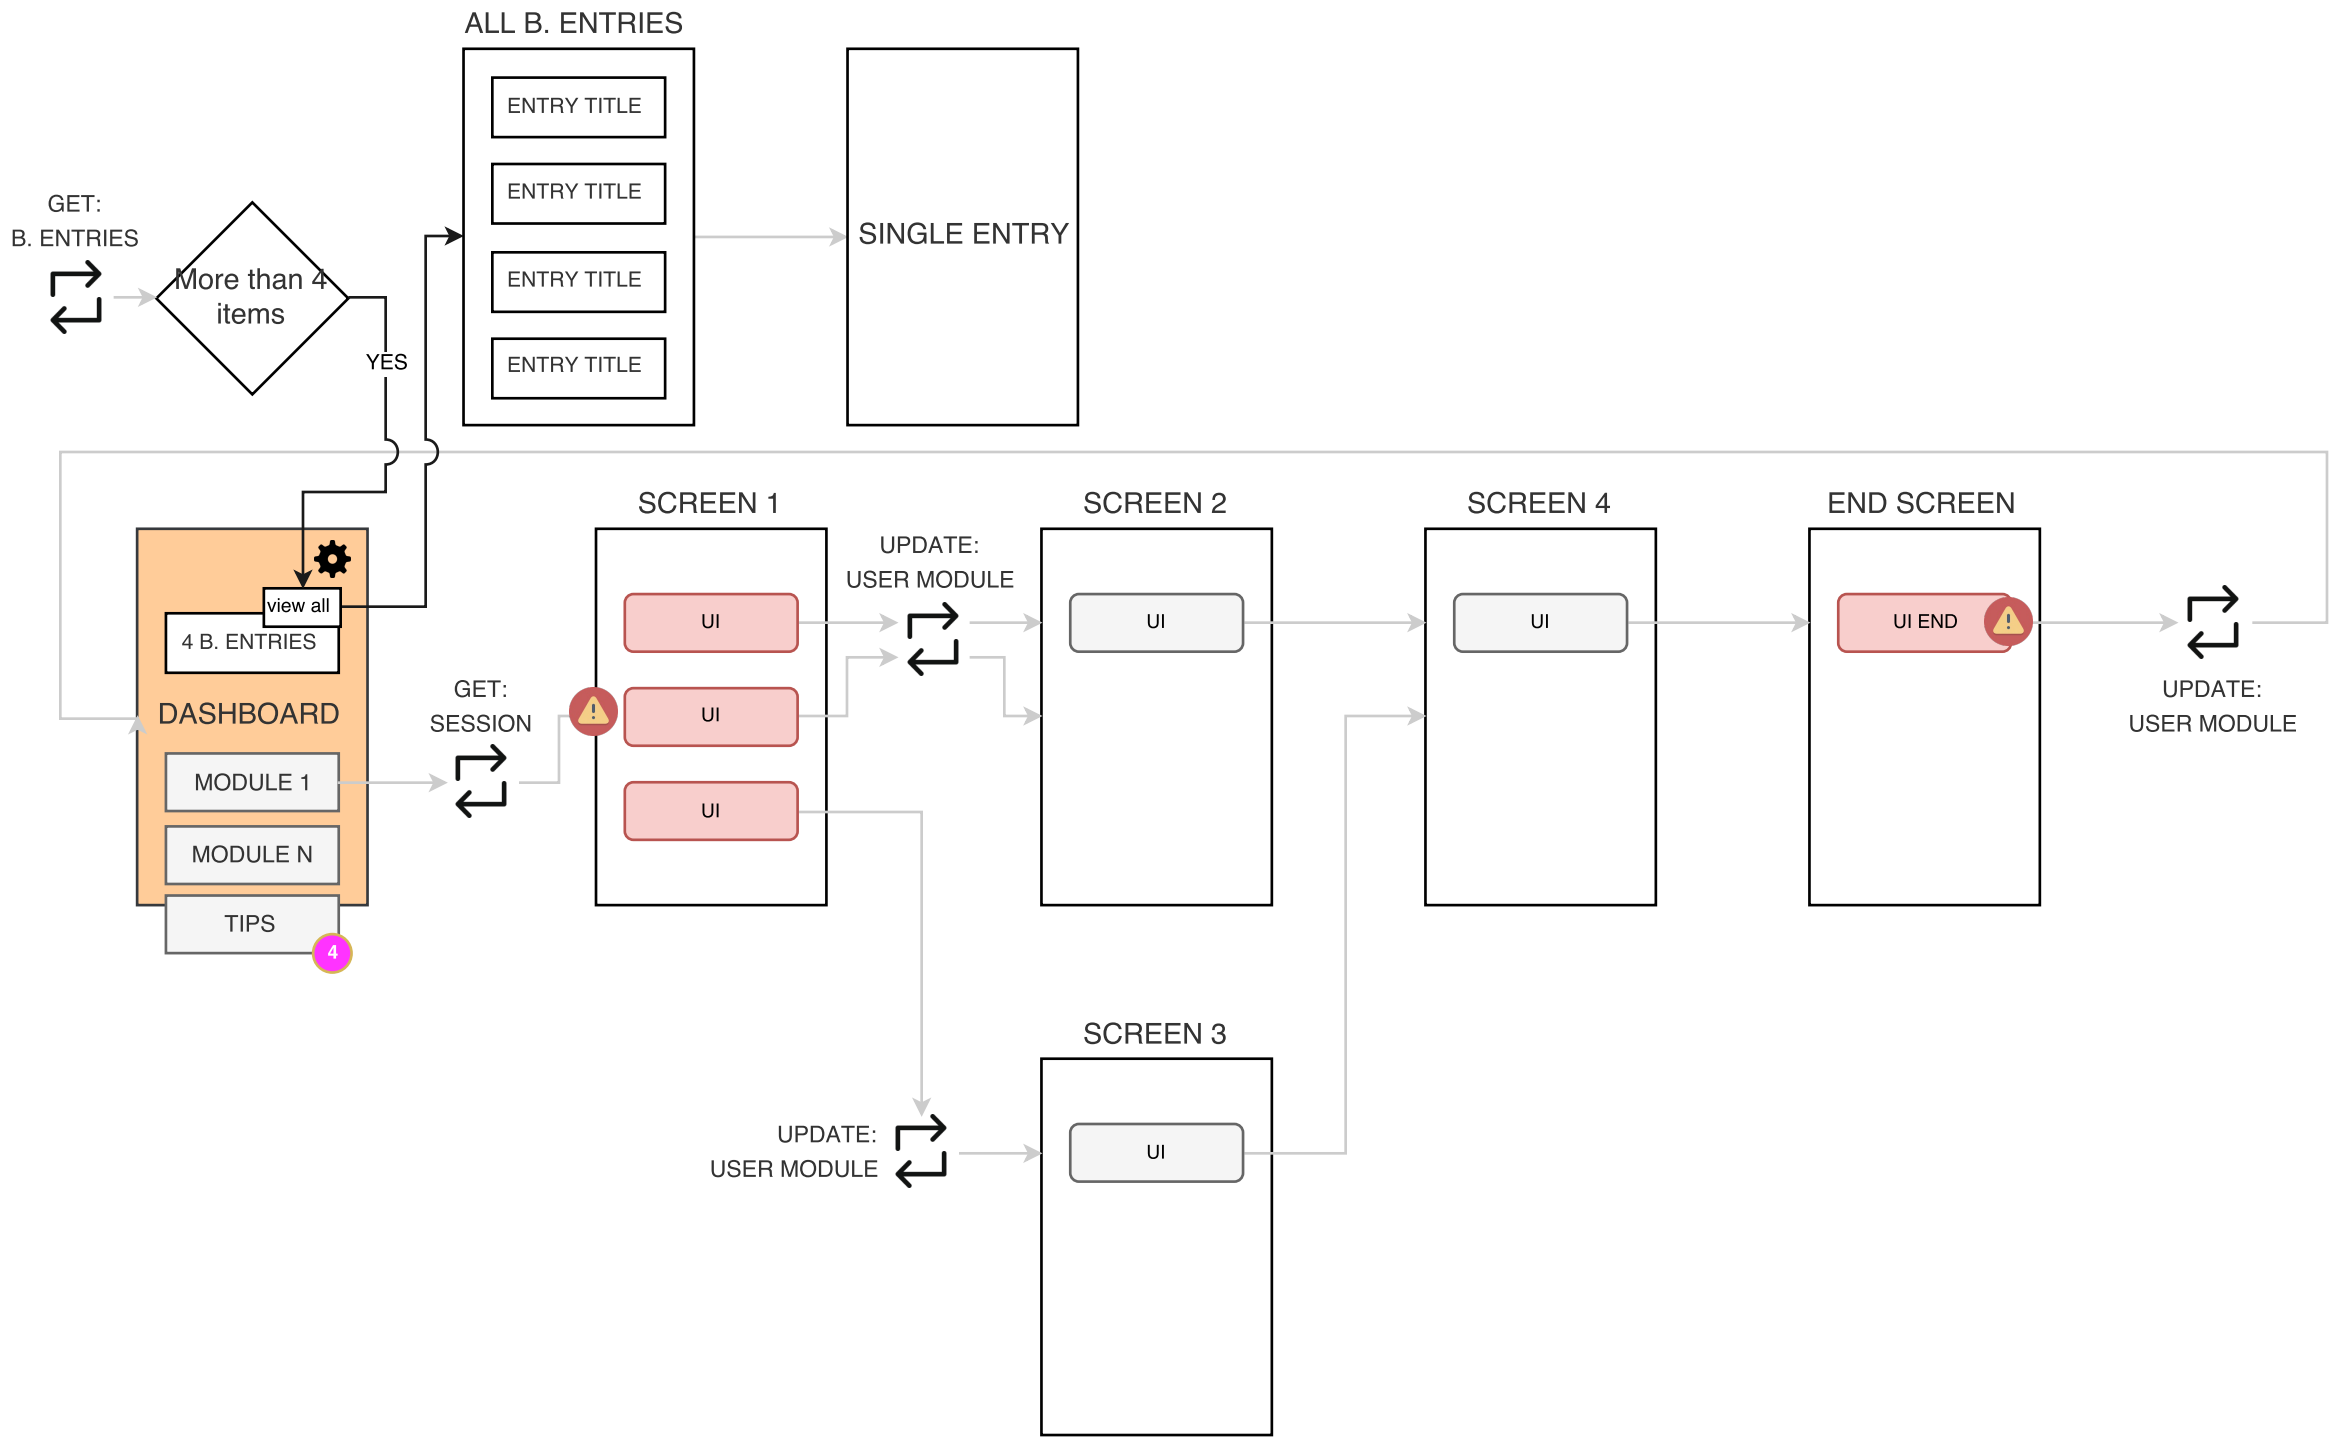 ALL B. ENTRIES
ENTRY TITLE
ENTRY TITLE
ENTRY TITLE
ENTRY TITLE
SINGLE ENTRY
GET:
B. ENTRIES
More than 4
items
YES
view all
4 B. ENTRIES
DASHBOARD
MODULE 1
MODULE N
TIPS
4
GET:
SESSION
SCREEN 1
UI
UI
UI
UPDATE:
USER MODULE
SCREEN 2
UI
SCREEN 4
UI
END SCREEN
UI END
UPDATE:
USER MODULE
UPDATE:
USER MODULE
SCREEN 3
UI